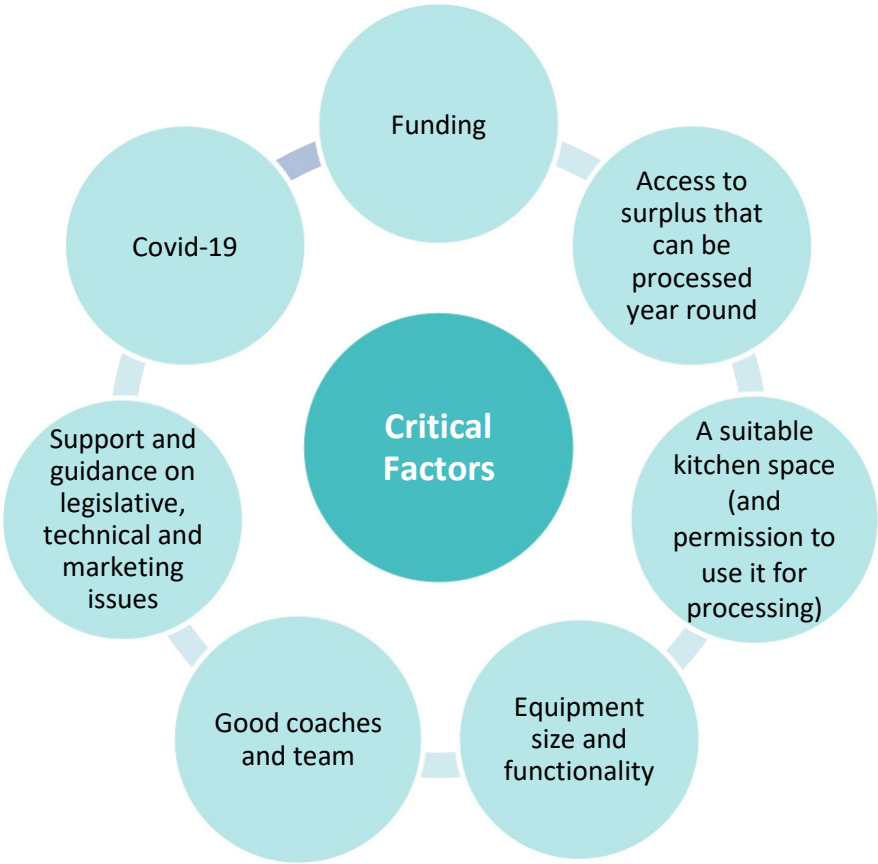 Funding
Access to
surplus that
can be
processed
year round
A suitable
kitchen space
(and
permission to
use it for
processing)
Equipment
size and
functionality
Good coaches
and team
Support and
guidance on
legislative,
technical and
marketing
issues
Covid-19
Critical
Factors